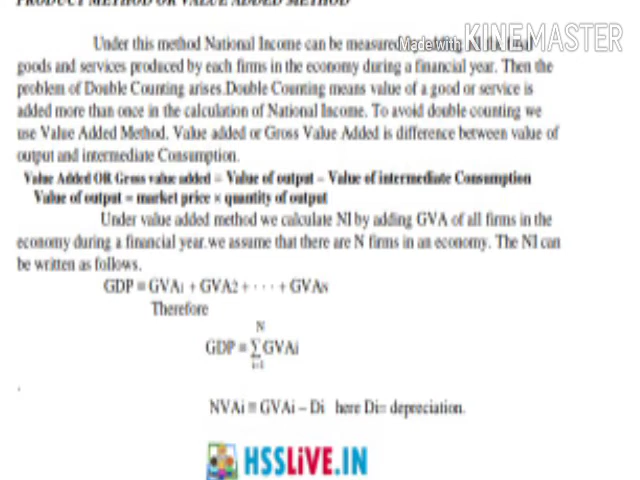 PRODUCT METHOD OR VALUE ADDED METHOD
Made with KINEMASTER
Under this method National Income can be measured
goods and services produced by each firms in the economy during a financial year. Then the
problem of Double Counting arises.Double Counting means value of a good or service is
added more than once in the calculation of National Income. To avoid double counting we
use Value Added Method. Value added or Gross Value Added is difference between value of
output and intermediate Consumption.
Value Added OR Gross value added = Value of output – Value of intermediate Consumption
Value of output = market price × quantity of output
Under value added method we calculate NI by adding GVA of all firms in the
economy during a financial year.we assume that there are N firms in an economy. The NI can
be written as follows.
GDP ≡ GVA1 + GVA2 + · · · + GVAN
Therefore
N
GDP ≡ ∑ GVAi
i=1
NVAi ≡ GVAi – Di here Di= depreciation.
HSSLiVE.IN